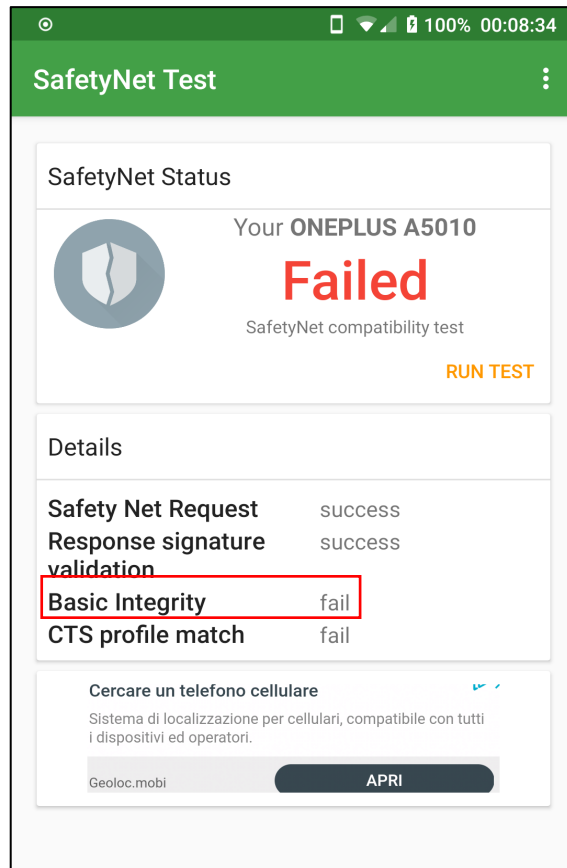 100% 00:08:34
SafetyNet Test
SafetyNet Status
Your ONEPLUS A5010
Failed
SafetyNet compatibility test
RUN TEST
Details
Safety Net Request success
Response signature success
validation
Basic Integrity fail
CTS profile match fail
Cercare un telefono cellulare
Sistema di localizzazione per cellulari, compatibile con tutti
i dispositivi ed operatori.
Geoloc.mobi APRI